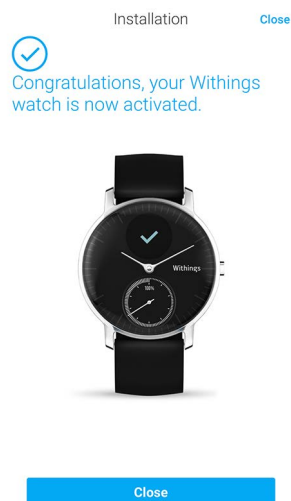 Installation
Close
Congratulations, your Withings
watch is now activated.
Withings
100%
Close